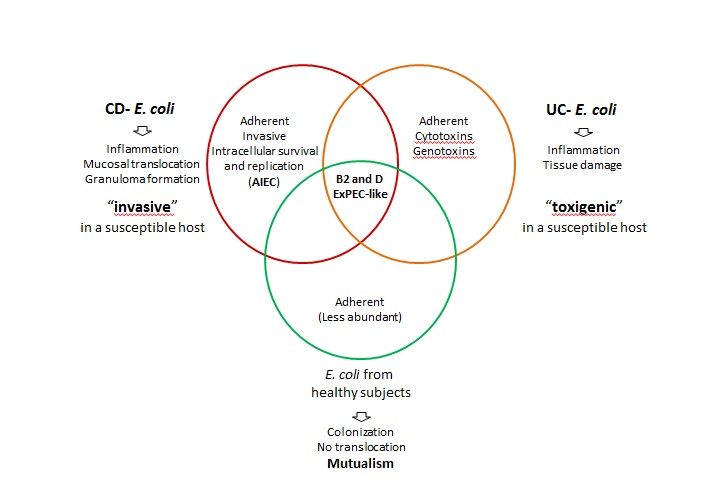 CD- E. coli
Inflammation
Mucosal translocation
Granuloma formation
“invasive”
in a susceptible host
Adherent
Invasive
Intracellular survival
and replication
(AIEC)
B2 and D
ExPEC-like
Adherent
Cytotoxins
Genotoxins
UC- E. coli
Inflammation
Tissue damage
“toxigenic”
in a susceptible host
Adherent
(Less abundant)
E. coli from
healthy subjects
Colonization
No translocation
Mutualism